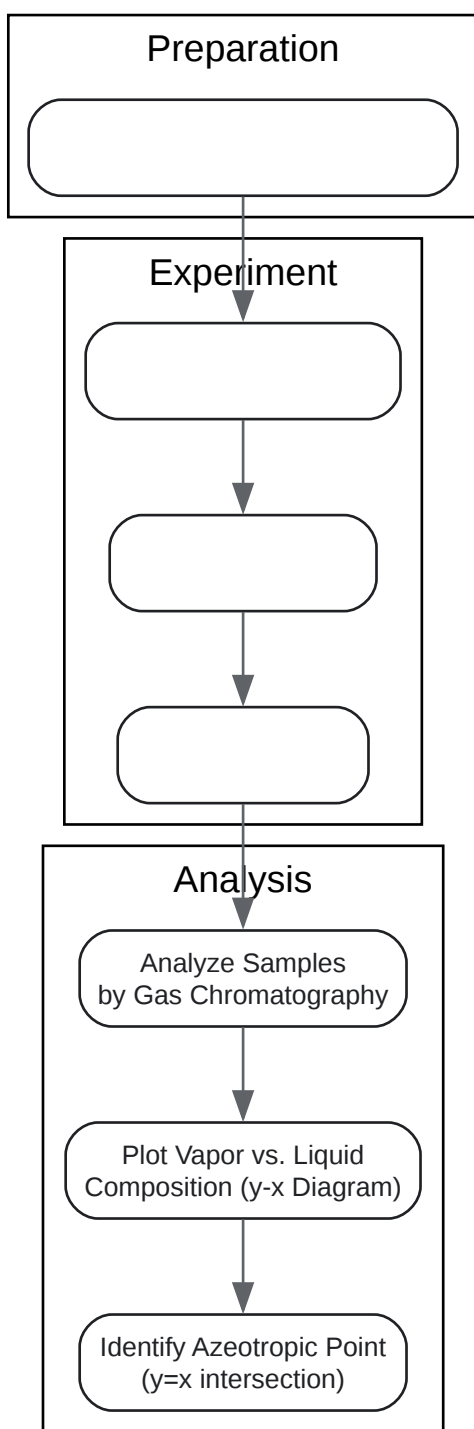 Preparation
Experiment
Analysis
Analyze Samples
by Gas Chromatography
Plot Vapor vs. Liquid
Composition (y-x Diagram)
Identify Azeotropic Point
(y=x intersection)